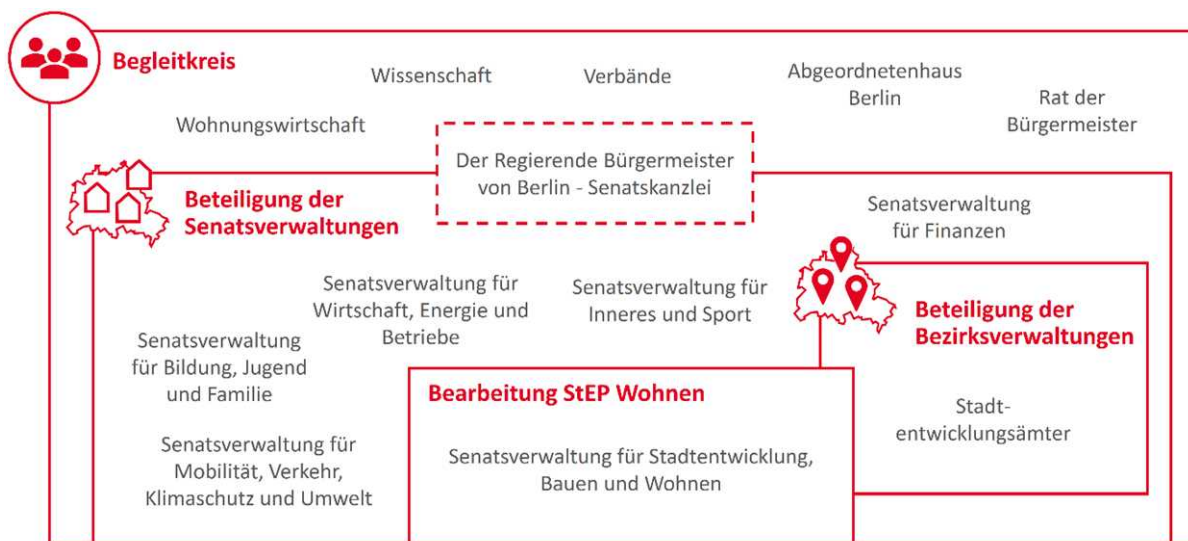 Begleitkreis
Wissenschaft
Verbände
Abgeordnetenhaus
Berlin
Rat der
Bürgermeister
Wohnungswirtschaft
Der Regierende Bürgermeister
von Berlin - Senatskanzlei
Beteiligung der
Senatsverwaltungen
Senatsverwaltung
für Finanzen
Senatsverwaltung für
Wirtschaft, Energie und
Betriebe
Senatsverwaltung für
Inneres und Sport
Beteiligung der
Bezirksverwaltungen
Senatsverwaltung
für Bildung, Jugend
und Familie
Bearbeitung StEP Wohnen
Stadt-
entwicklungsämter
Senatsverwaltung für
Mobilität, Verkehr,
Klimaschutz und Umwelt
Senatsverwaltung für Stadtentwicklung,
Bauen und Wohnen